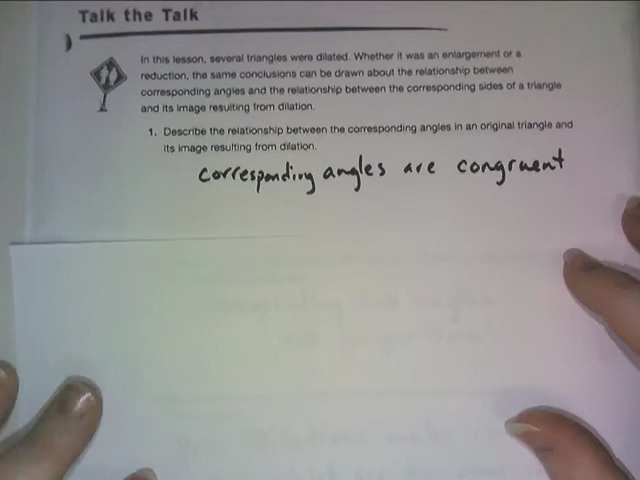 Talk the Talk
In this lesson, several triangles were dilated. Whether it was an enlargement or a
reduction, the same conclusions can be drawn about the relationship between
corresponding angles and the relationship between the corresponding sides of a triangle
and its image resulting from dilation.
1. Describe the relationship between the corresponding angles in an original triangle and
its image resulting from dilation.
corresponding angles are congruent